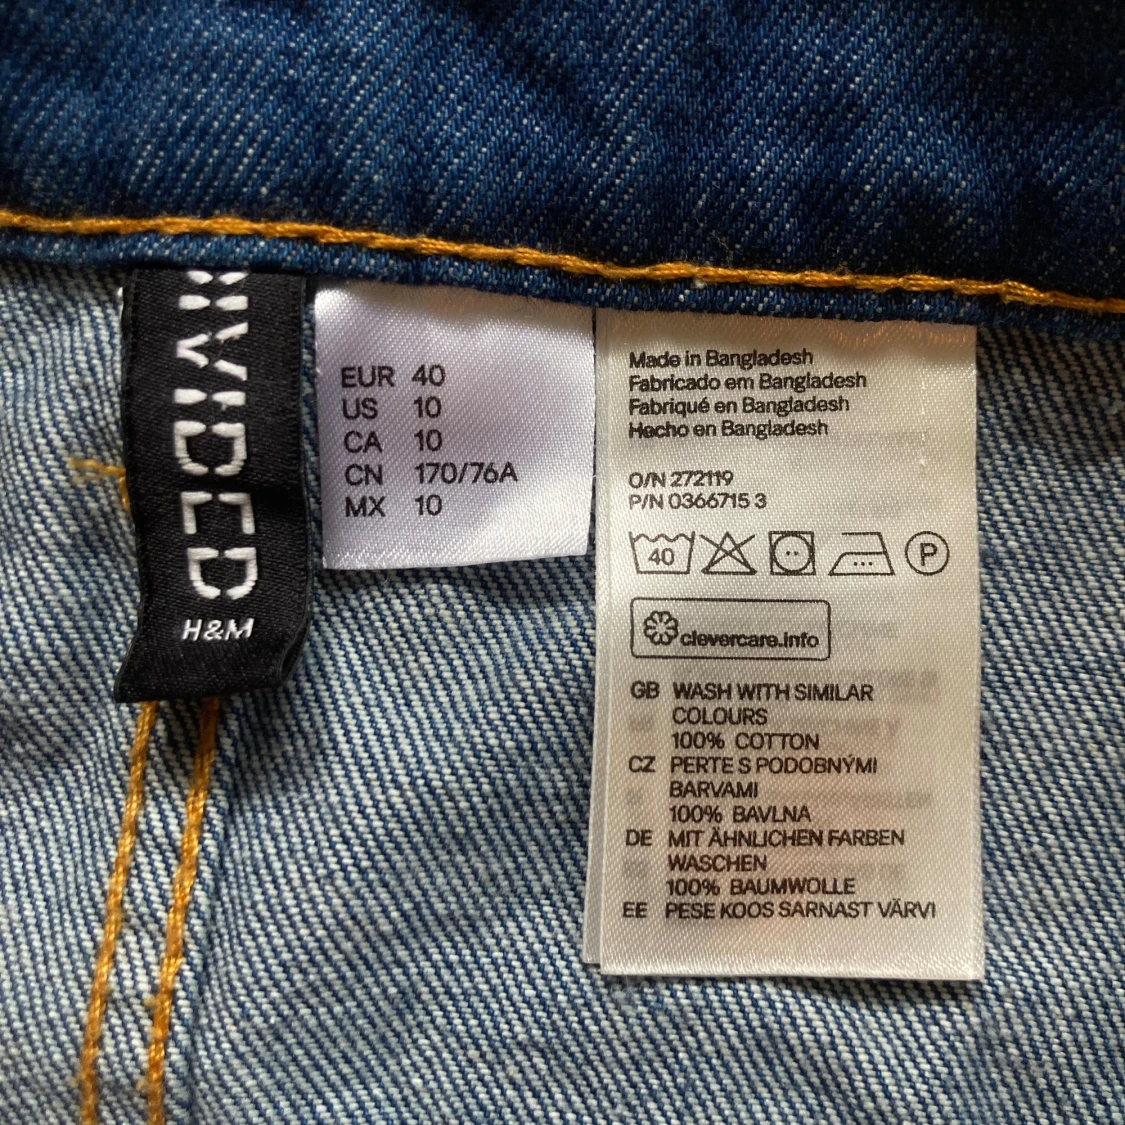 DIVIDED
H&M
EUR 40
US 10
CA 10
CN 170/76A
MX 10
Made in Bangladesh
Fabricado em Bangladesh
Fabriqué en Bangladesh
Hecho en Bangladesh
O/N 272119
P/N 0366715 3
40
P
clevercare.info
GB WASH WITH SIMILAR
COLOURS
100% COTTON
CZ PERTE S PODOBNÝMI
BARVAMI
100% BAVLNA
DE MIT ÄHNLICHEN FARBEN
WASCHEN
100% BAUMWOLLE
EE PESE KOOS SARNAST VÄRVI